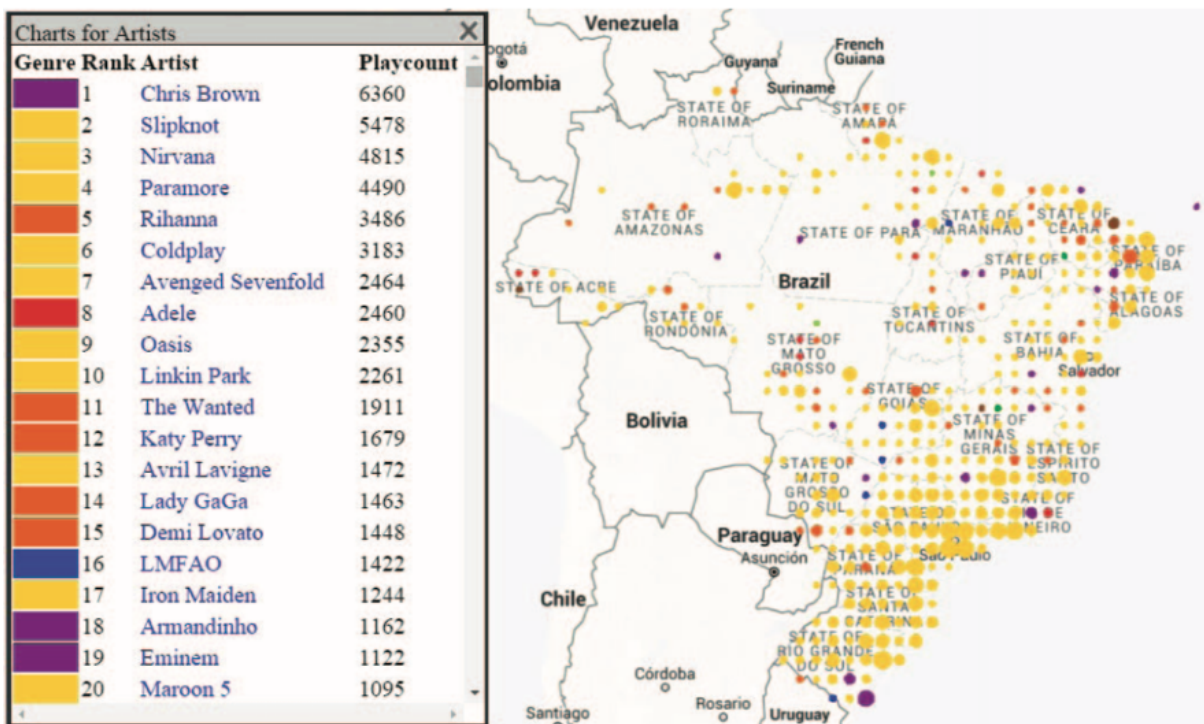 Charts for Artists
Genre Rank Artist Playcount
1 Chris Brown 6360
2 Slipknot 5478
3 Nirvana 4815
4 Paramore 4490
5 Rihanna 3486
6 Coldplay 3183
7 Avenged Sevenfold 2464
8 Adele 2460
9 Oasis 2355
10 Linkin Park 2261
11 The Wanted 1911
12 Katy Perry 1679
13 Avril Lavigne 1472
14 Lady GaGa 1463
15 Demi Lovato 1448
16 LMFAO 1422
17 Iron Maiden 1244
18 Armandinho 1162
19 Eminem 1122
20 Maroon 5 1095
Venezuela
ogotá
olombia
Guyana
French
Guiana
Suriname
STATE OF
RORAIMA
STATE OF
AMAPÁ
STATE OF
AMAZONAS
STATE OF PARÁ
STATE OF
MARANHÃO
STATE OF
CEARÁ
STATE OF
PIAUÍ
STATE OF
PARAÍBA
STATE OF
ALAGOAS
Brazil
STATE OF ACRE
STATE OF
RONDÔNIA
STATE OF
TOCANTINS
STATE OF
MATO
GROSSO
STATE OF
BAHIA
Salvador
STATE OF
GOIÁS
Bolivia
STATE OF
MINAS
GERAIS
STATE OF
ESPÍRITO
STATE OF
MATO
GROSSO
DO SUL
STATE OF
Paraguay
Asunción
São Paulo
STATE OF
PARANÁ
Chile
STATE OF
SANTA
STATE OF
RIO GRANDE
DO SUL
Córdoba
Rosario
Santiago
Uruguay